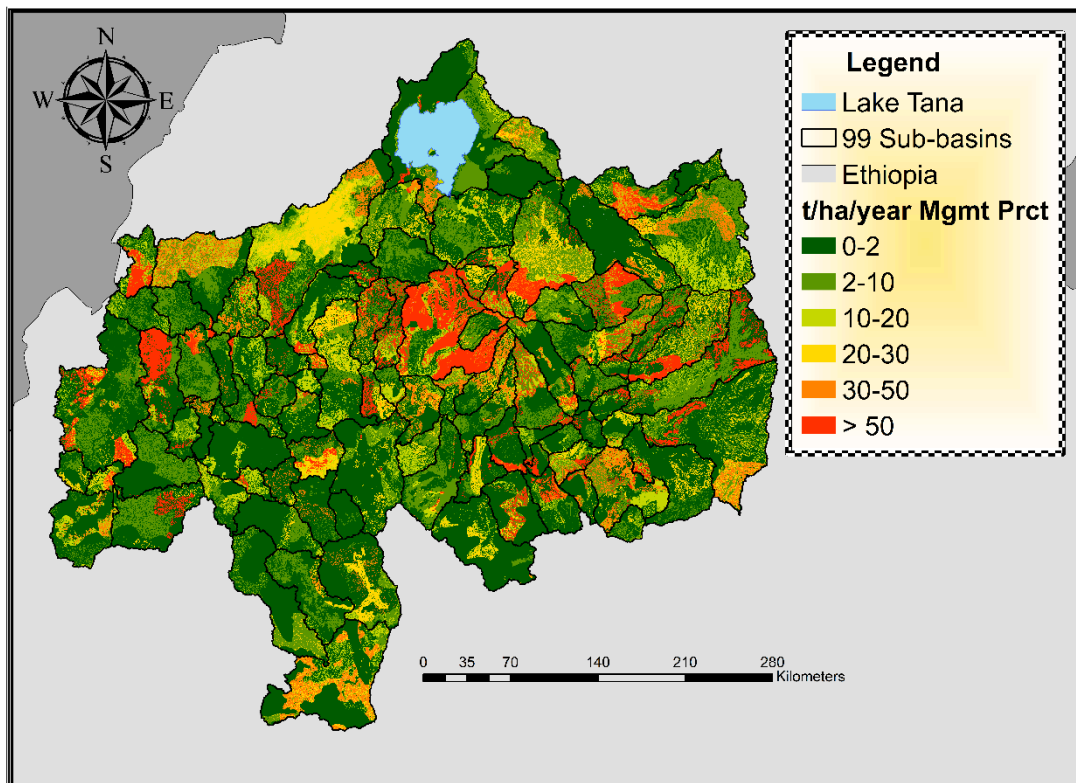 N
W
E
S
Legend
Lake Tana
99 Sub-basins
Ethiopia
t/ha/year Mgmt Prct
0-2
2-10
10-20
20-30
30-50
> 50
0 35 70 140 210 280
Kilometers